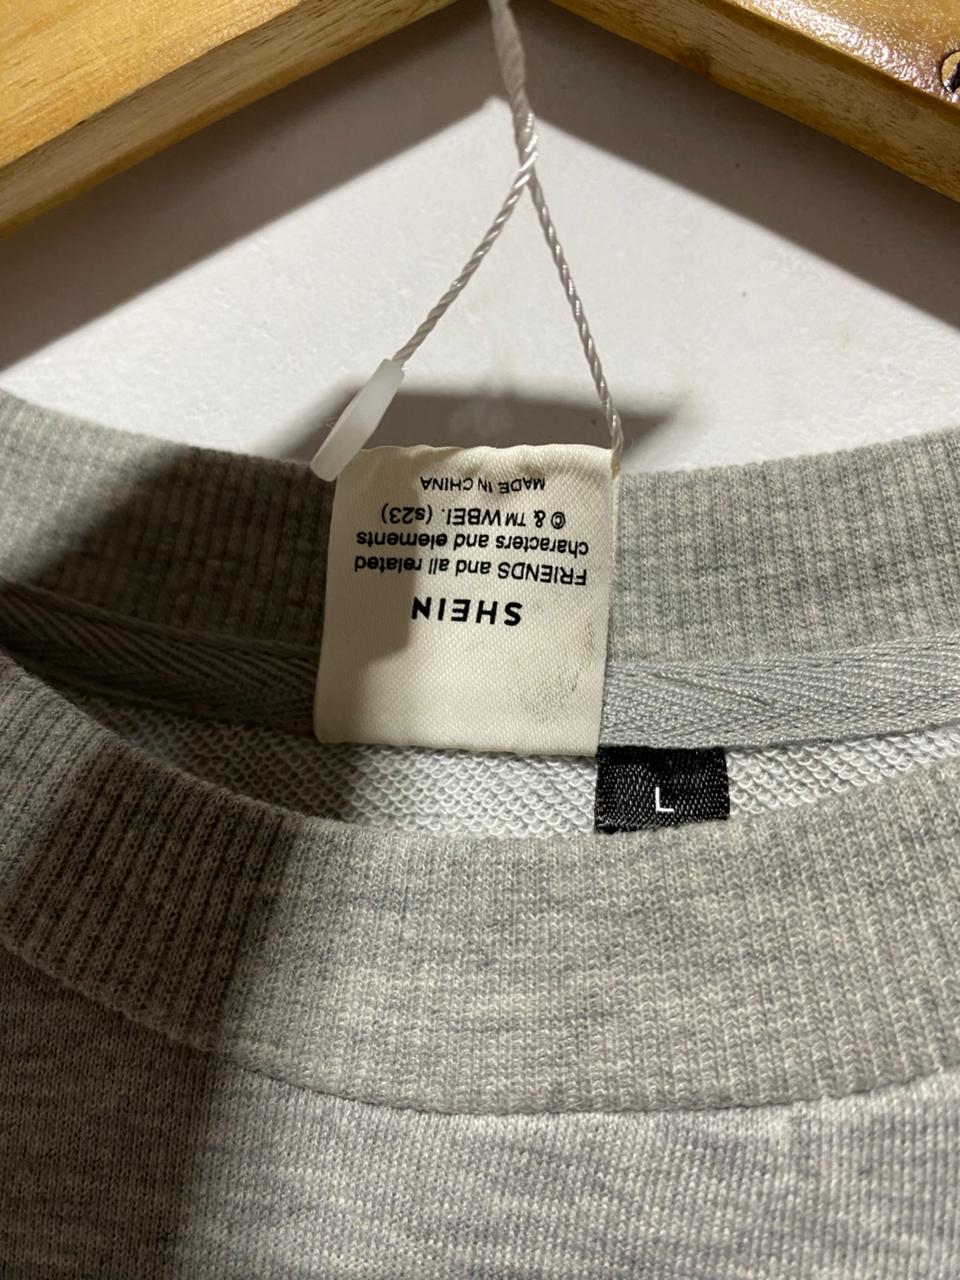 SHEIN
FRIENDS and all related
characters and elements
© & ™ WBEI. (s23)
MADE IN CHINA
L